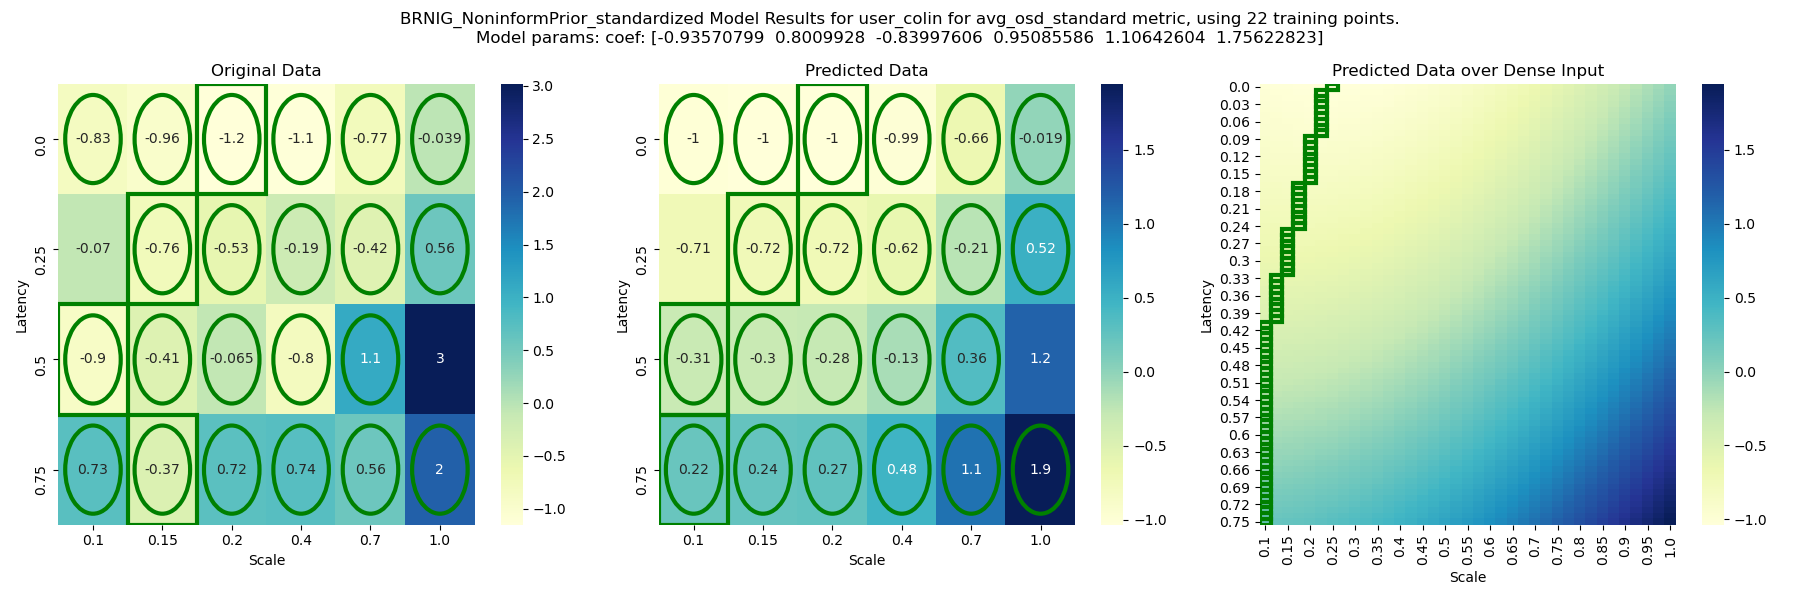 BRNIG_NoninformPrior_standardized Model Results for user_colin for avg_osd_standard metric, using 22 training points.
Model params: coef: [-0.93570799  0.8009928  -0.83997606  0.95085586  1.10642604  1.75622823]
Original Data
Latency
0.0
-0.83 -0.96 -1.2 -1.1 -0.77 -0.039
0.25
-0.07 -0.76 -0.53 -0.19 -0.42 0.56
0.5
-0.9 -0.41 -0.065 -0.8 1.1 3
0.75
0.73 -0.37 0.72 0.74 0.56 2
0.1 0.15 0.2 0.4 0.7 1.0
Scale
3.0
2.5
2.0
1.5
1.0
0.5
0.0
−0.5
−1.0
Predicted Data
Latency
0.0
-1 -1 -1 -0.99 -0.66 -0.019
0.25
-0.71 -0.72 -0.72 -0.62 -0.21 0.52
0.5
-0.31 -0.3 -0.28 -0.13 0.36 1.2
0.75
0.22 0.24 0.27 0.48 1.1 1.9
0.1 0.15 0.2 0.4 0.7 1.0
Scale
1.5
1.0
0.5
0.0
−0.5
−1.0
Predicted Data over Dense Input
Latency
0.0
0.03
0.06
0.09
0.12
0.15
0.18
0.21
0.24
0.27
0.3
0.33
0.36
0.39
0.42
0.45
0.48
0.51
0.54
0.57
0.6
0.63
0.66
0.69
0.72
0.75
0.1 0.15 0.2 0.25 0.3 0.35 0.4 0.45 0.5 0.55 0.6 0.65 0.7 0.75 0.8 0.85 0.9 0.95 1.0
Scale
1.5
1.0
0.5
0.0
−0.5
−1.0